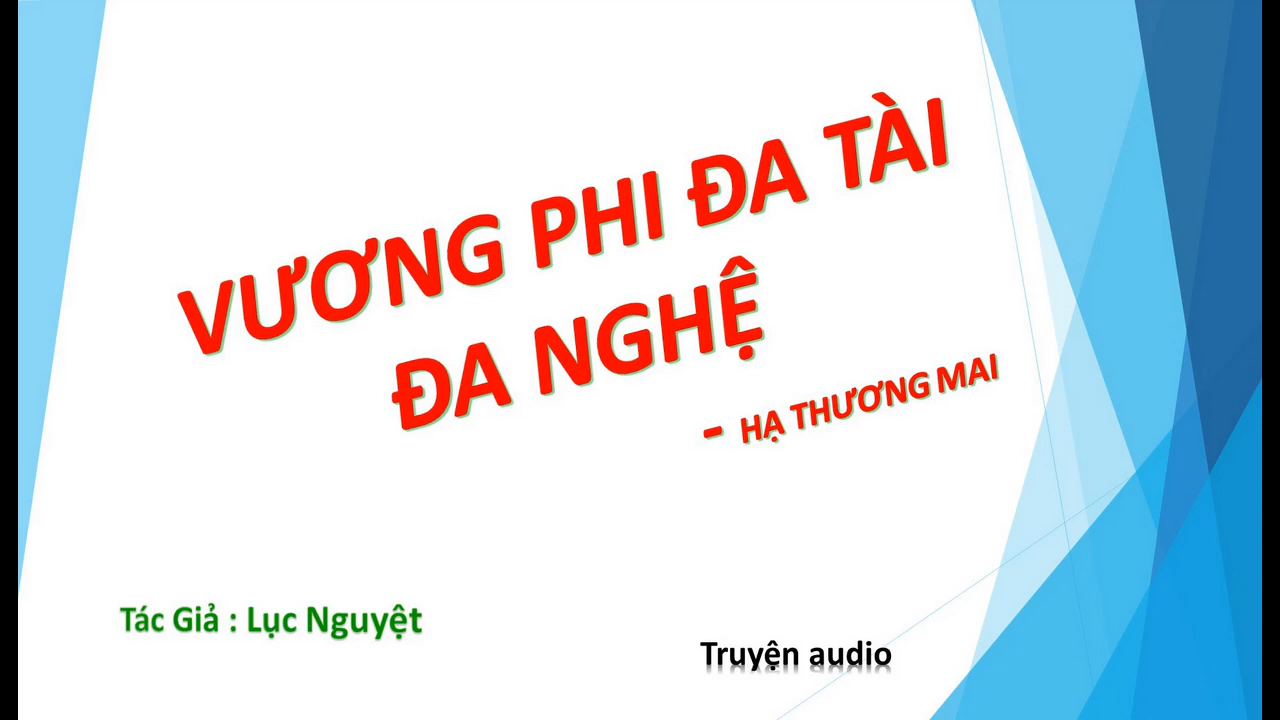 VƯƠNG PHI ĐA TÀI
ĐA NGHỆ
- HẠ THƯƠNG MAI
Tác Giả : Lục Nguyệt
Truyện audio